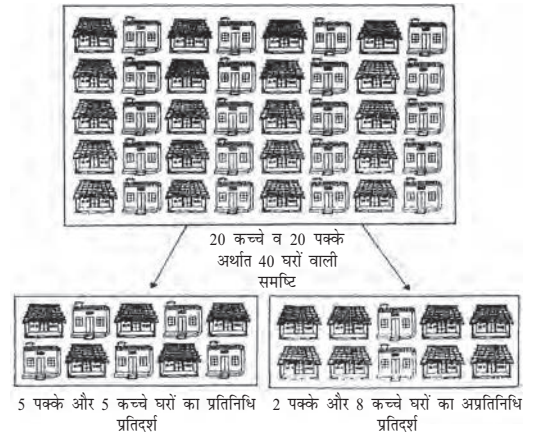 20 कच्चे व 20 पक्के
अर्थात 40 घरों वाली
समष्टि
5 पक्के और 5 कच्चे घरों का प्रतिनिधि
प्रतिदर्श
2 पक्के और 8 कच्चे घरों का अप्रतिनिधि
प्रतिदर्श